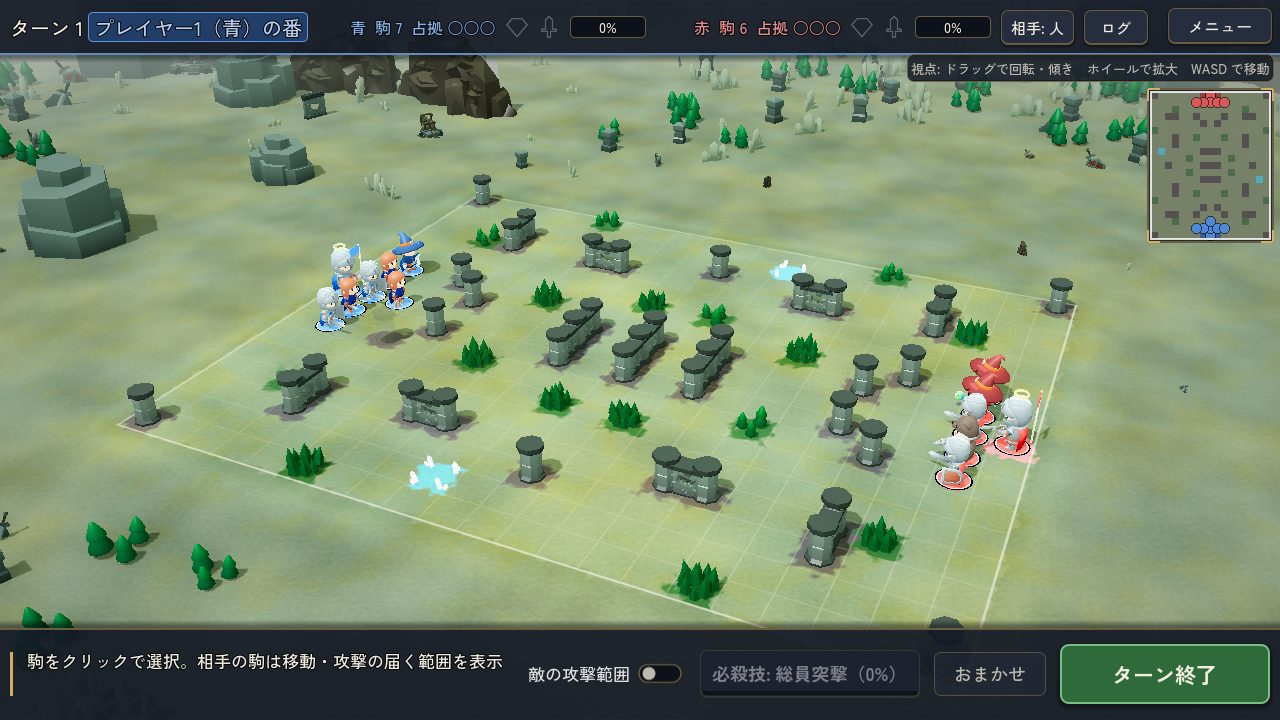 ターン 1 プレイヤー1（青）の番 青 駒 7 占拠 〇〇〇 0% 赤 駒 6 占拠 〇〇〇 0% 相手: 人 ログ メニュー
視点: ドラッグで回転・傾き ホイールで拡大 WASD で移動
駒をクリックで選択。相手の駒は移動・攻撃の届く範囲を表示
敵の攻撃範囲 必殺技: 総員突撃（0%） おまかせ ターン終了